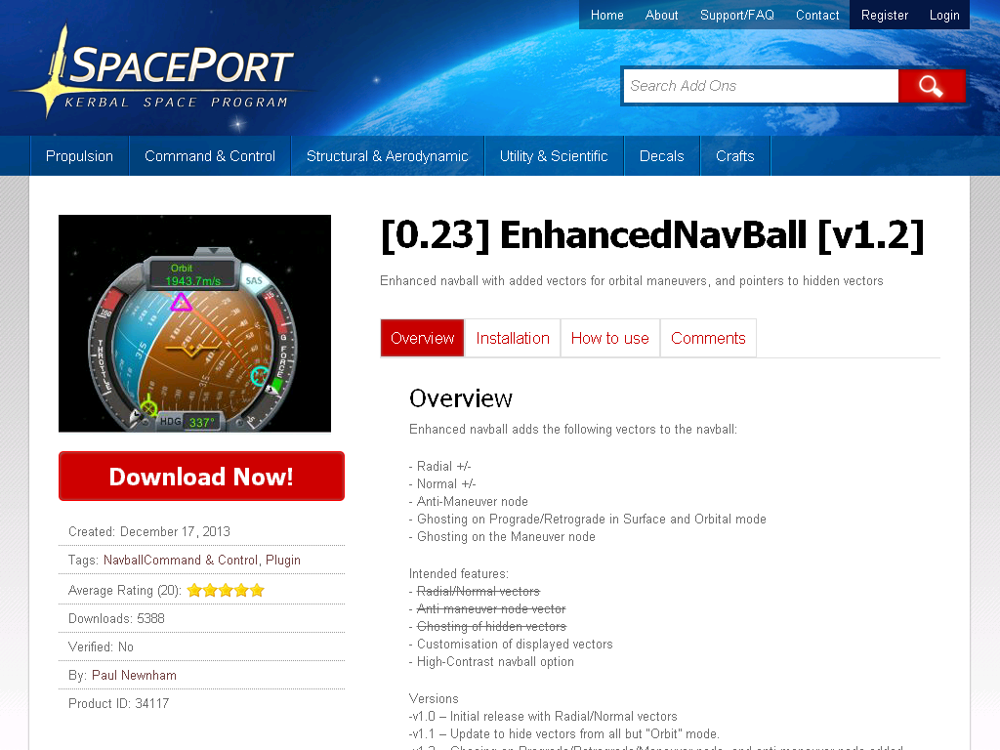 Home About Support/FAQ Contact Register Login
SPACEPORT
KERBAL SPACE PROGRAM
Search Add Ons
Propulsion Command & Control Structural & Aerodynamic Utility & Scientific Decals Crafts
[0.23] EnhancedNavBall [v1.2]
Enhanced navball with added vectors for orbital maneuvers, and pointers to hidden vectors
Orbit
1943.7m/s
SAS
100
315
THROTTLE
G FORCE
315
HDG 337°
Download Now!
Created: December 17, 2013
Tags: NavballCommand & Control, Plugin
Average Rating (20):
Downloads: 5388
Verified: No
By: Paul Newnham
Product ID: 34117
Overview Installation How to use Comments
Overview
Enhanced navball adds the following vectors to the navball:
- Radial +/-
- Normal +/-
- Anti-Maneuver node
- Ghosting on Prograde/Retrograde in Surface and Orbital mode
- Ghosting on the Maneuver node
Intended features:
- Radial/Normal vectors
- Anti maneuver node vector
- Ghosting of hidden vectors
- Customisation of displayed vectors
- High-Contrast navball option
Versions
-v1.0 – Initial release with Radial/Normal vectors
-v1.1 – Update to hide vectors from all but "Orbit" mode.